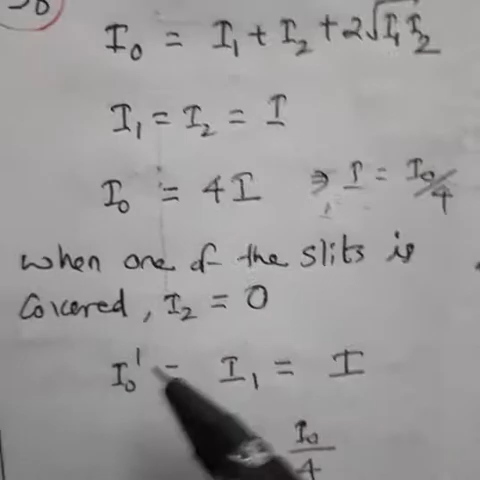 I₀ = I₁ + I₂ + 2√I₁I₂
I₁ = I₂ = I
I₀ = 4I ⇒ I = I₀/4
when one of the slits is
Covered, I₂ = 0
I₀' = I₁ = I
I₀/4